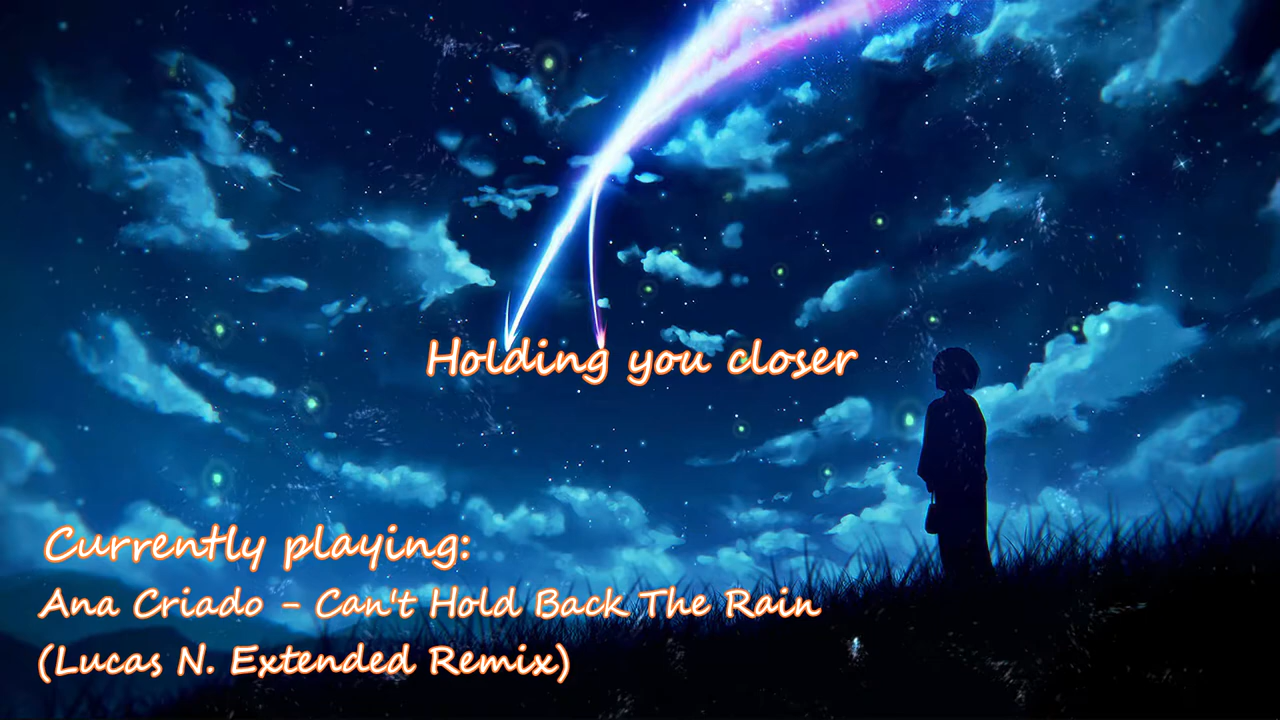 Holding you closer
Currently playing:
Ana Criado - Can't Hold Back The Rain
(Lucas N. Extended Remix)